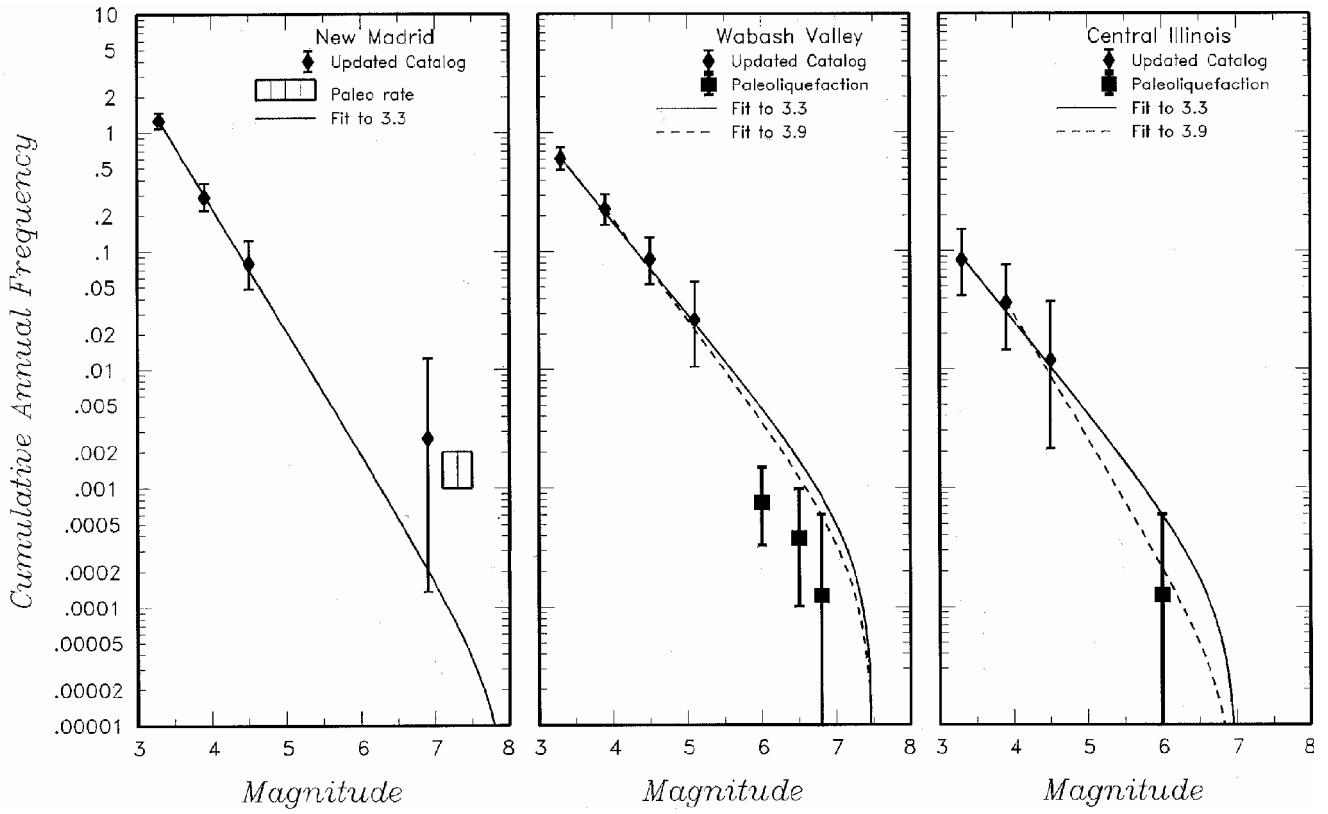 Cumulative Annual Frequency
10
5
2
1
.5
.2
.1
.05
.02
.01
.005
.002
.001
.0005
.0002
.0001
.00005
.00002
.00001
New Madrid
Updated Catalog
Paleo rate
Fit to 3.3
3 4 5 6 7 8
Magnitude
Wabash Valley
Updated Catalog
Paleoliquefaction
Fit to 3.3
Fit to 3.9
3 4 5 6 7 8
Magnitude
Central Illinois
Updated Catalog
Paleoliquefaction
Fit to 3.3
Fit to 3.9
3 4 5 6 7 8
Magnitude